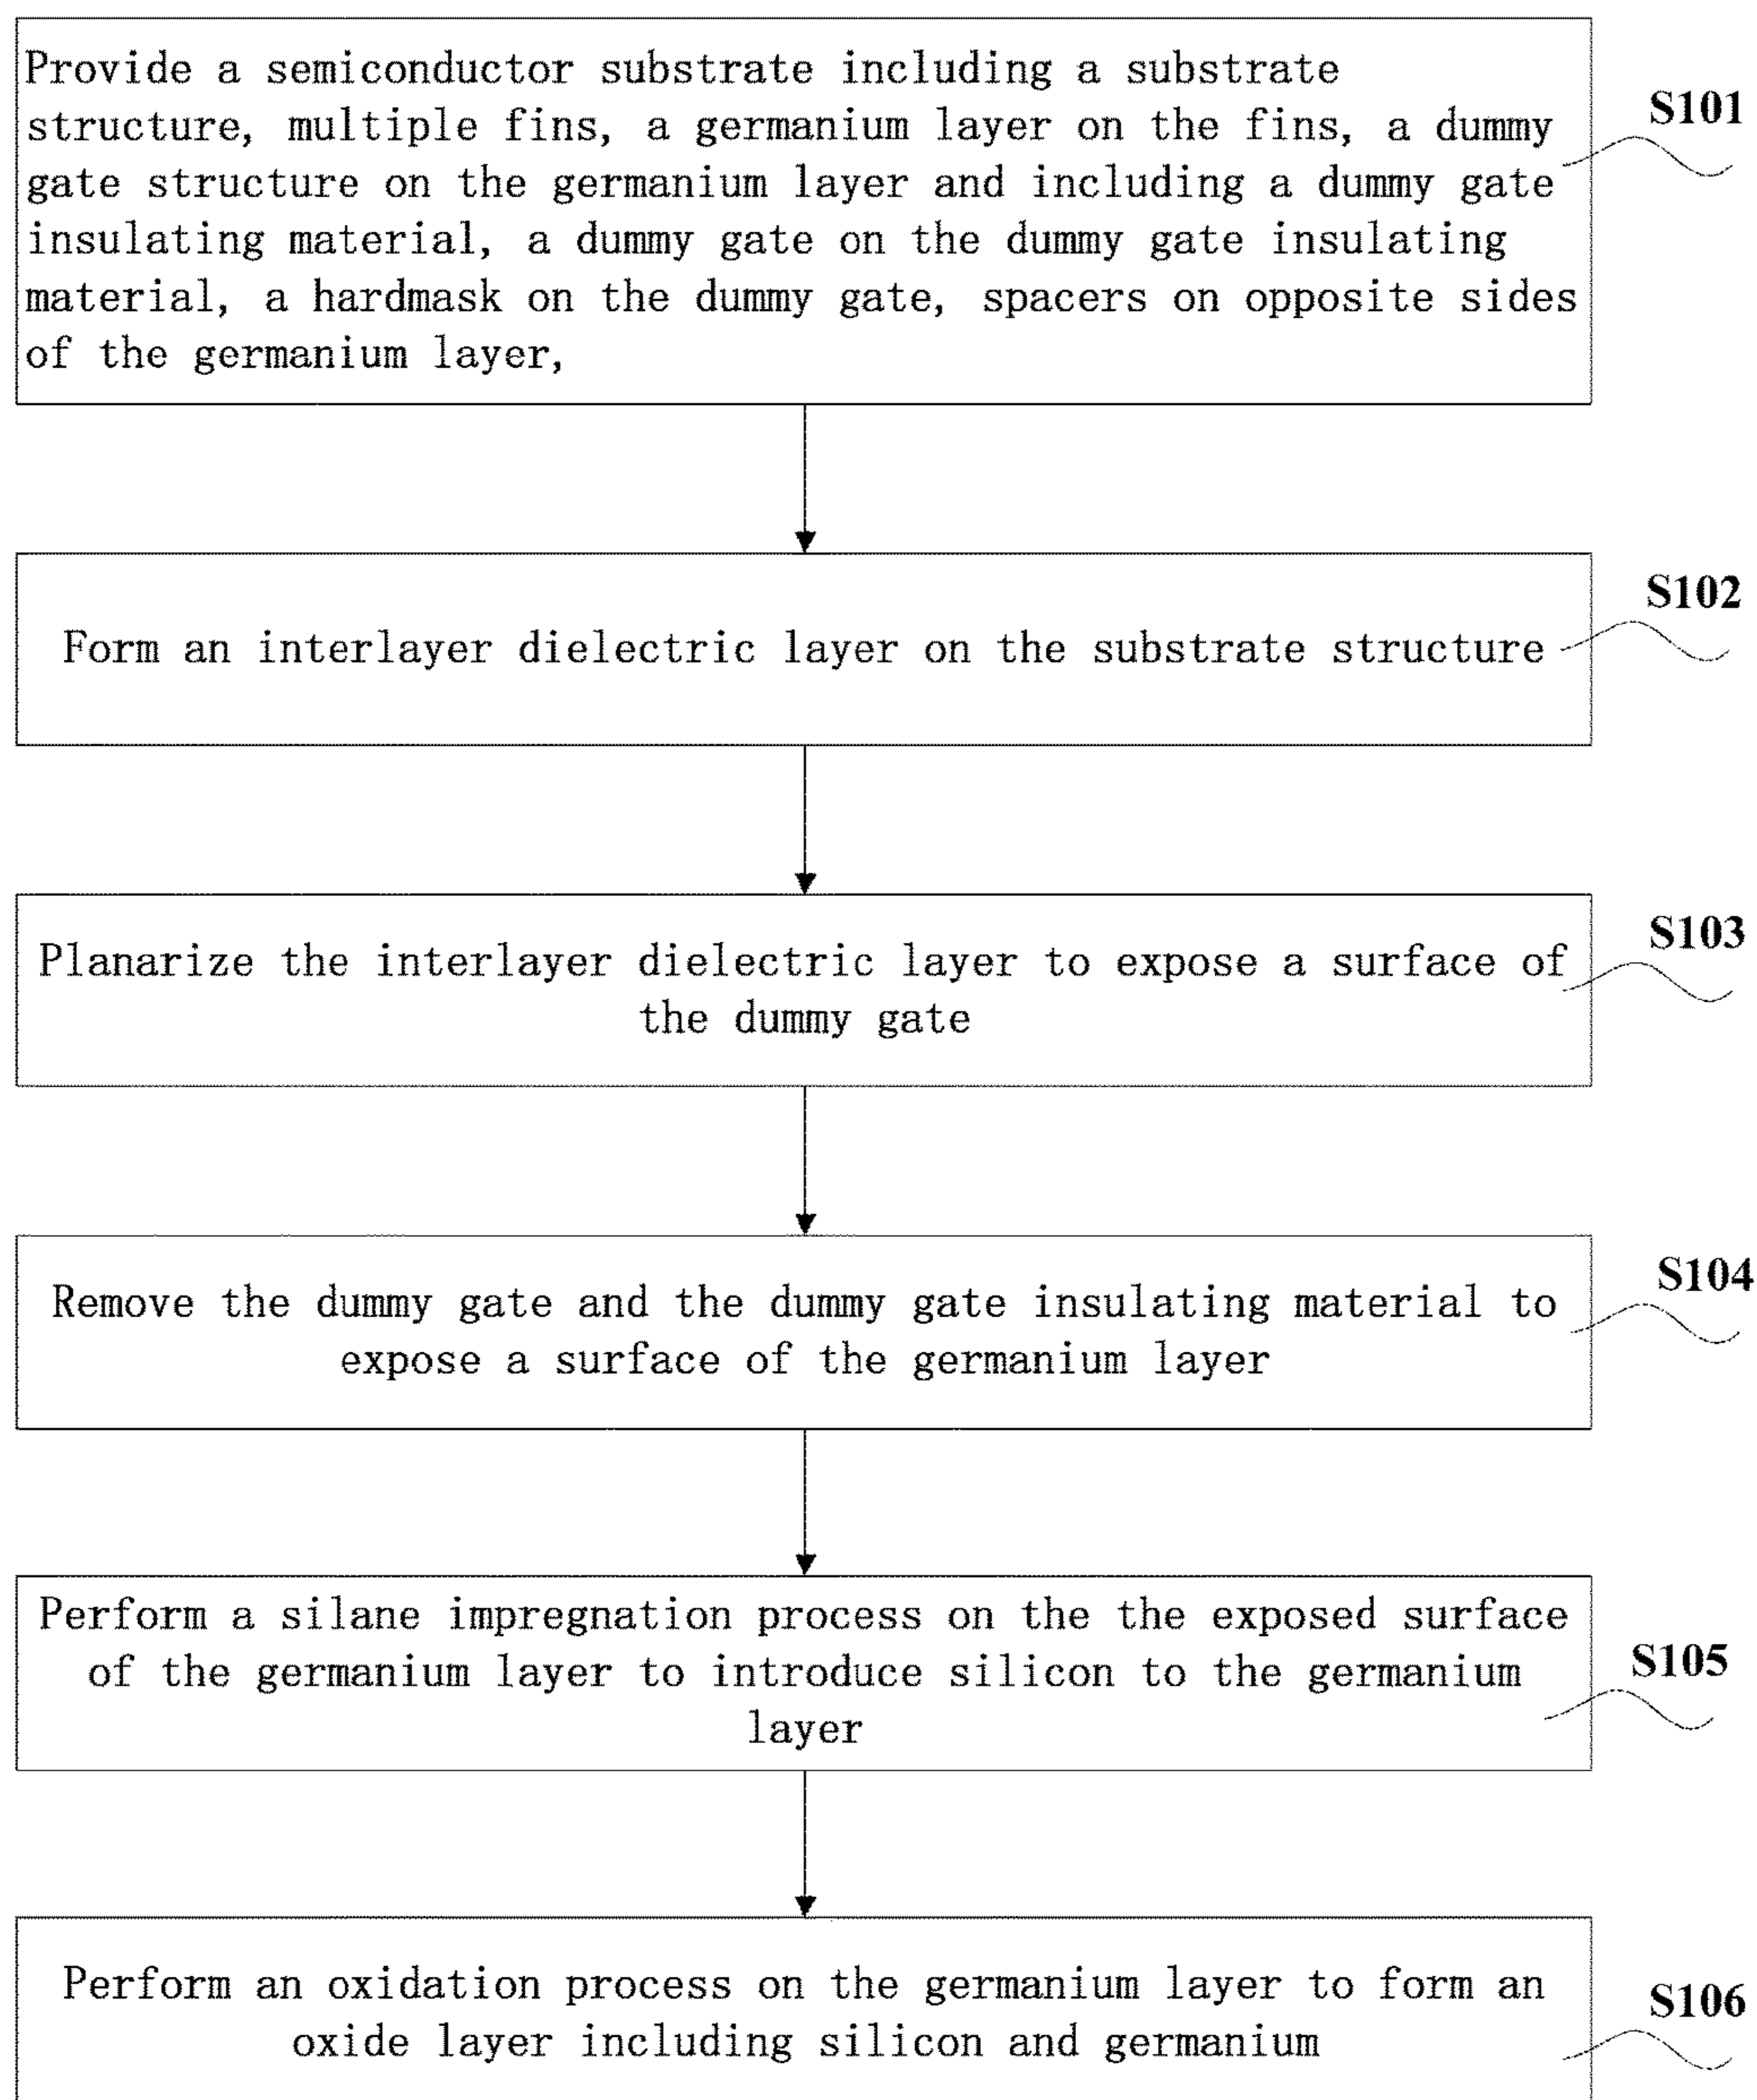 Provide a semiconductor substrate including a substrate
structure, multiple fins, a germanium layer on the fins, a dummy
gate structure on the germanium layer and including a dummy gate
insulating material, a dummy gate on the dummy gate insulating
material, a hardmask on the dummy gate, spacers on opposite sides
of the germanium layer,
S101
Form an interlayer dielectric layer on the substrate structure
S102
Planarize the interlayer dielectric layer to expose a surface of
the dummy gate
S103
Remove the dummy gate and the dummy gate insulating material to
expose a surface of the germanium layer
S104
Perform a silane impregnation process on the the exposed surface
of the germanium layer to introduce silicon to the germanium
layer
S105
Perform an oxidation process on the germanium layer to form an
oxide layer including silicon and germanium
S106